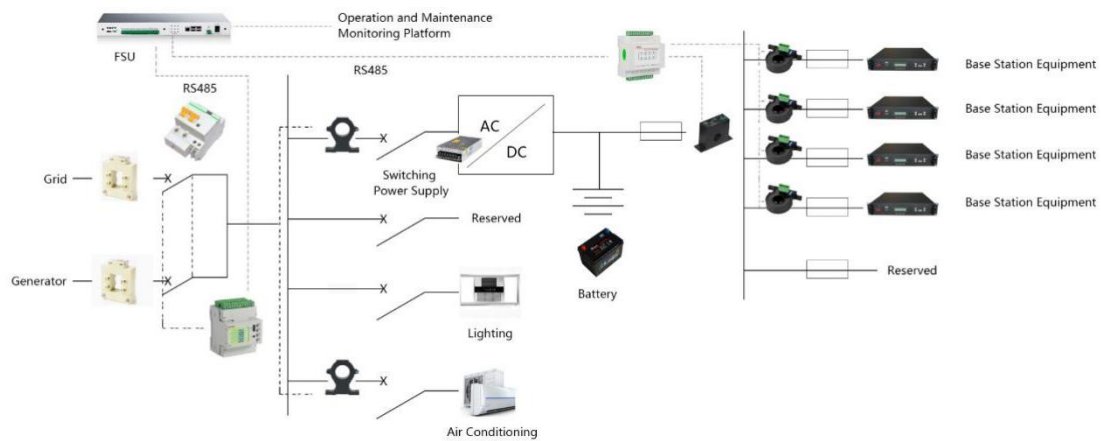 Operation and Maintenance
Monitoring Platform
FSU
RS485
RS485
Base Station Equipment
AC
DC
Base Station Equipment
Base Station Equipment
Grid
Switching
Power Supply
Base Station Equipment
Reserved
Generator
Battery
Reserved
Lighting
Air Conditioning
X
X
X
X
X
X